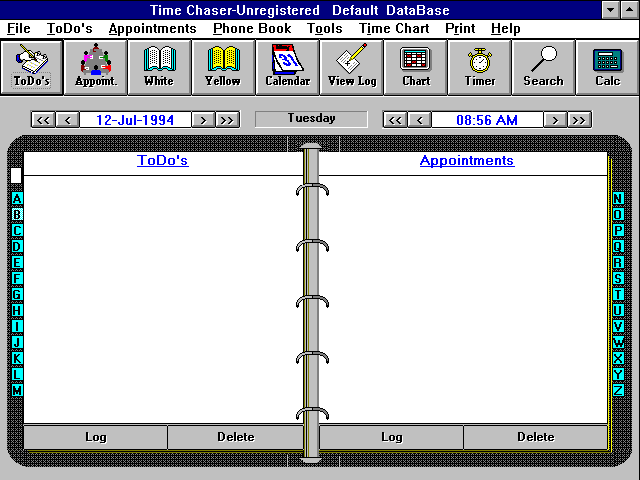 Time Chaser-Unregistered   Default  DataBase
File  ToDo's  Appointments  Phone Book  Tools  Time Chart  Print  Help
31
ToDo's  Appoint.  White  Yellow  Calendar  View Log  Chart  Timer  Search  Calc
<<  <  12-Jul-1994  >  >>  Tuesday  <<  <  08:56 AM  >  >>
ToDo's  Appointments
A  N
B  O
C  P
D  Q
E  R
F  S
G  T
H  U
I  V
J  W
K  X
L  Y
M  Z
Log  Delete  Log  Delete